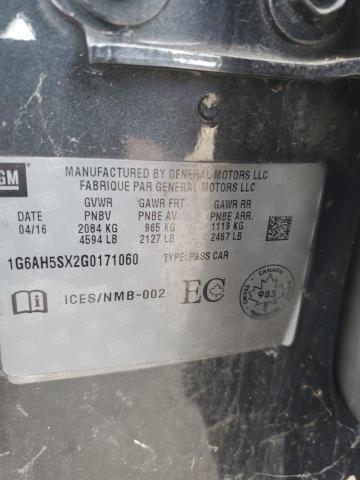 GM
MANUFACTURED BY GENERAL MOTORS LLC
FABRIQUE PAR GENERAL MOTORS LLC
GVWR GAWR FRT GAWR RR
DATE PNBV PNBE AV. PNBE ARR.
04/16 2084 KG 965 KG 1119 KG
4594 LB 2127 LB 2467 LB
1G6AH5SX2G0171060 TYPE: PASS CAR
ICES/NMB-002 EC
CANADA
985